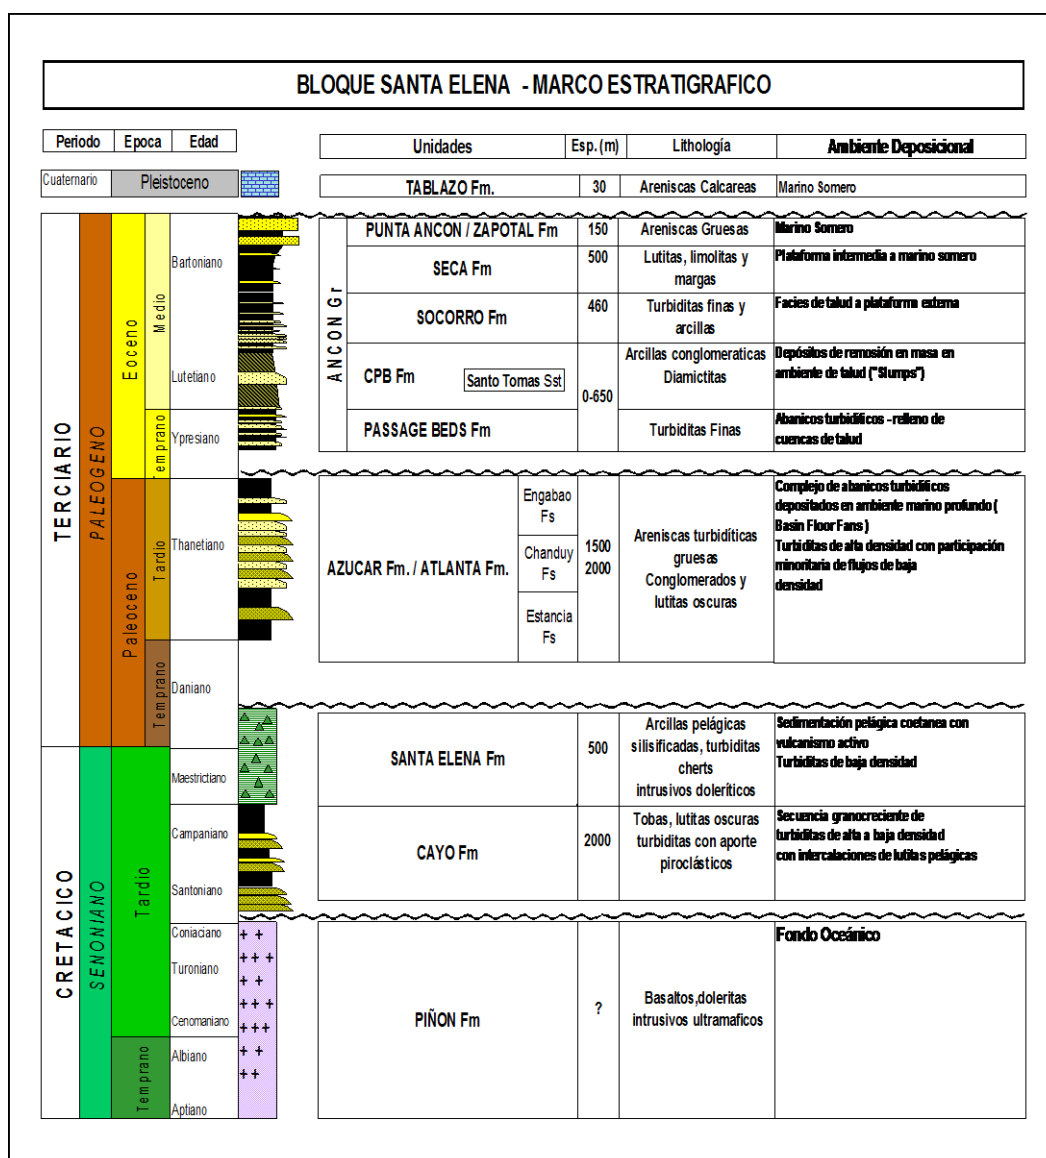 BLOQUE SANTA ELENA - MARCO ESTRATIGRAFICO
Periodo Epoca Edad
Unidades Esp. (m) Lithología Ambiente Deposicional
Cuaternario Pleistoceno
TABLAZO Fm. 30 Areniscas Calcareas Marino Somero
TERCIARIO
PALEOGENO
Eoceno
Medio
Bartoniano
Lutetiano
Temprano
Ypresiano
Paleoceno
Tardio
Thanetiano
Temprano
Daniano
CRETACICO
SENONIANO
Tardio
Maestrictiano
Campaniano
Santoniano
Coniaciano
Turoniano
Cenomaniano
Temprano
Albiano
Aptiano
ANCON Gr
PUNTA ANCON / ZAPOTAL Fm 150 Areniscas Gruesas Marino Somero
SECA Fm
500
Lutitas, limolitas y
margas
Plataforma intermedia a marino somero
SOCORRO Fm
460
Turbiditas finas y
arcillas
Facies de talud a plataforma externa
CPB Fm Santo Tomas Sst
Arcillas conglomeraticas
Diamictitas
Depósitos de remosión en masa en
ambiente de talud ("Slumps")
0-650
PASSAGE BEDS Fm
Turbiditas Finas
Abanicos turbidíticos - relleno de
cuencas de talud
AZUCAR Fm. / ATLANTA Fm.
Engabao
Fs
Chanduy
Fs
Estancia
Fs
1500
2000
Areniscas turbidíticas
gruesas
Conglomerados y
lutitas oscuras
Complejo de abanicos turbidíticos
depositados en ambiente marino profundo (
Basin Floor Fans )
Turbiditas de alta densidad con participación
minoritaria de flujos de baja
densidad
SANTA ELENA Fm
500
Arcillas pelágicas
silisificadas, turbiditas
cherts
intrusivos doleríticos
Sedimentación pelágica coetanea con
vulcanismo activo
Turbiditas de baja densidad
CAYO Fm
2000
Tobas, lutitas oscuras
turbiditas con aporte
piroclásticos
Secuencia granocreciente de
turbiditas de alta a baja densidad
con intercalaciones de lutitas pelágicas
PIÑON Fm
?
Basaltos,doleritas
intrusivos ultramaficos
Fondo Oceánico